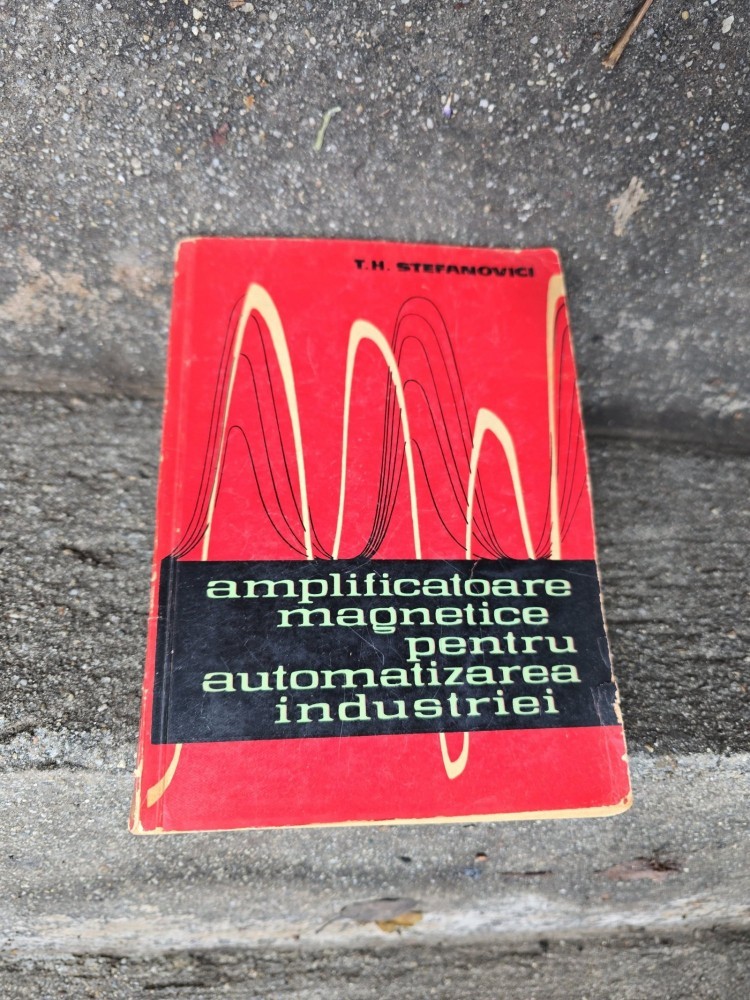 T.H. STEFANOVICI
amplificatoare
magnetice
pentru
automatizarea
industriei